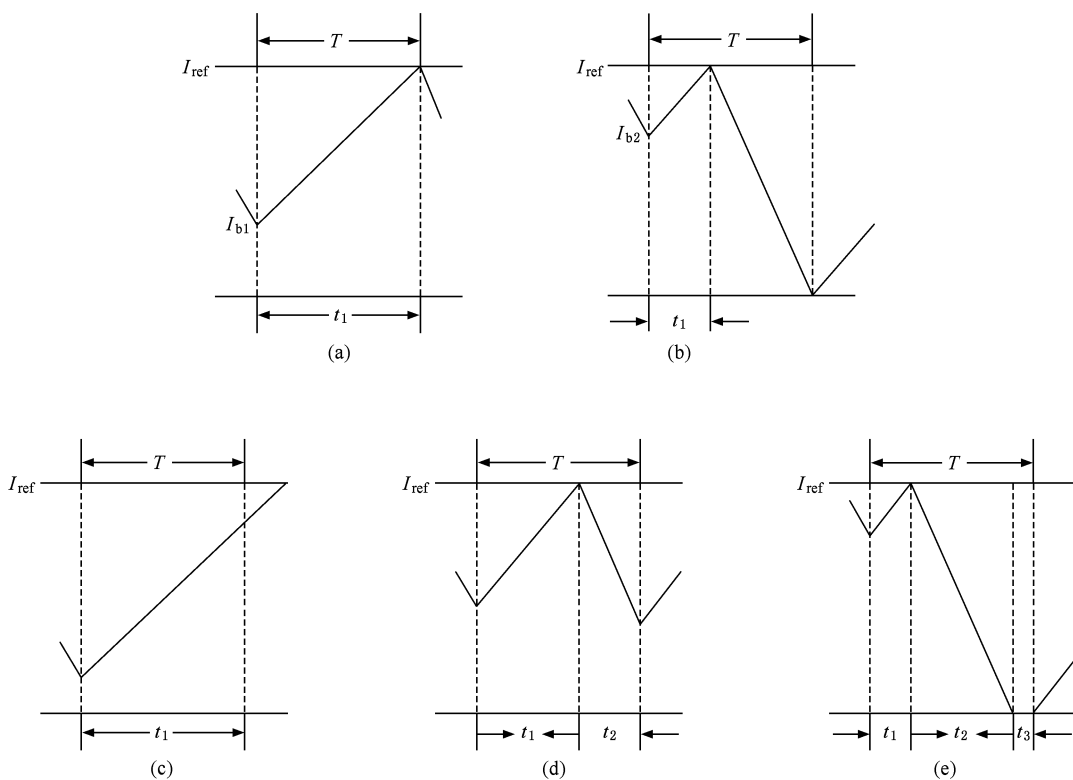 T
T
I_ref
I_ref
I_b2
I_b1
t_1
t_1
(a)
(b)
T
T
T
I_ref
I_ref
I_ref
t_1
t_1
t_2
t_1
t_2
t_3
(c)
(d)
(e)